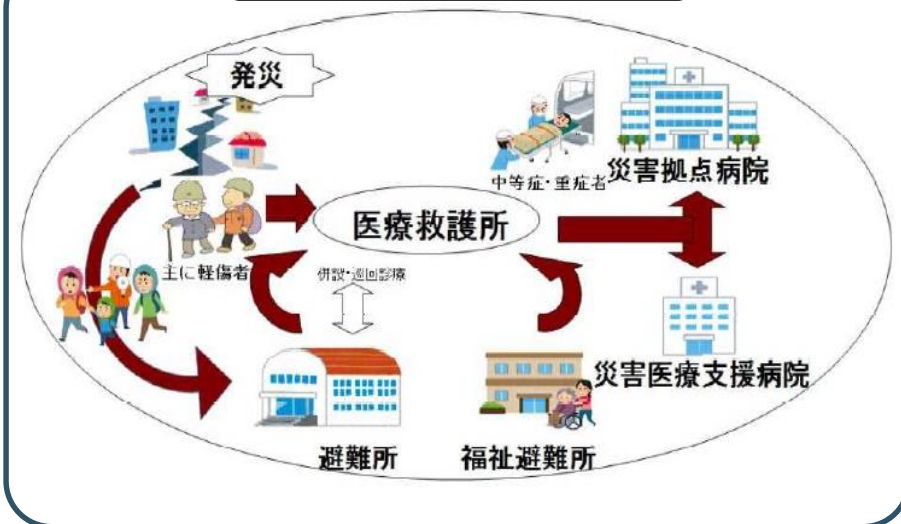 発災
中等症・重症者
災害拠点病院
医療救護所
主に軽傷者
併設・巡回診療
災害医療支援病院
避難所
福祉避難所